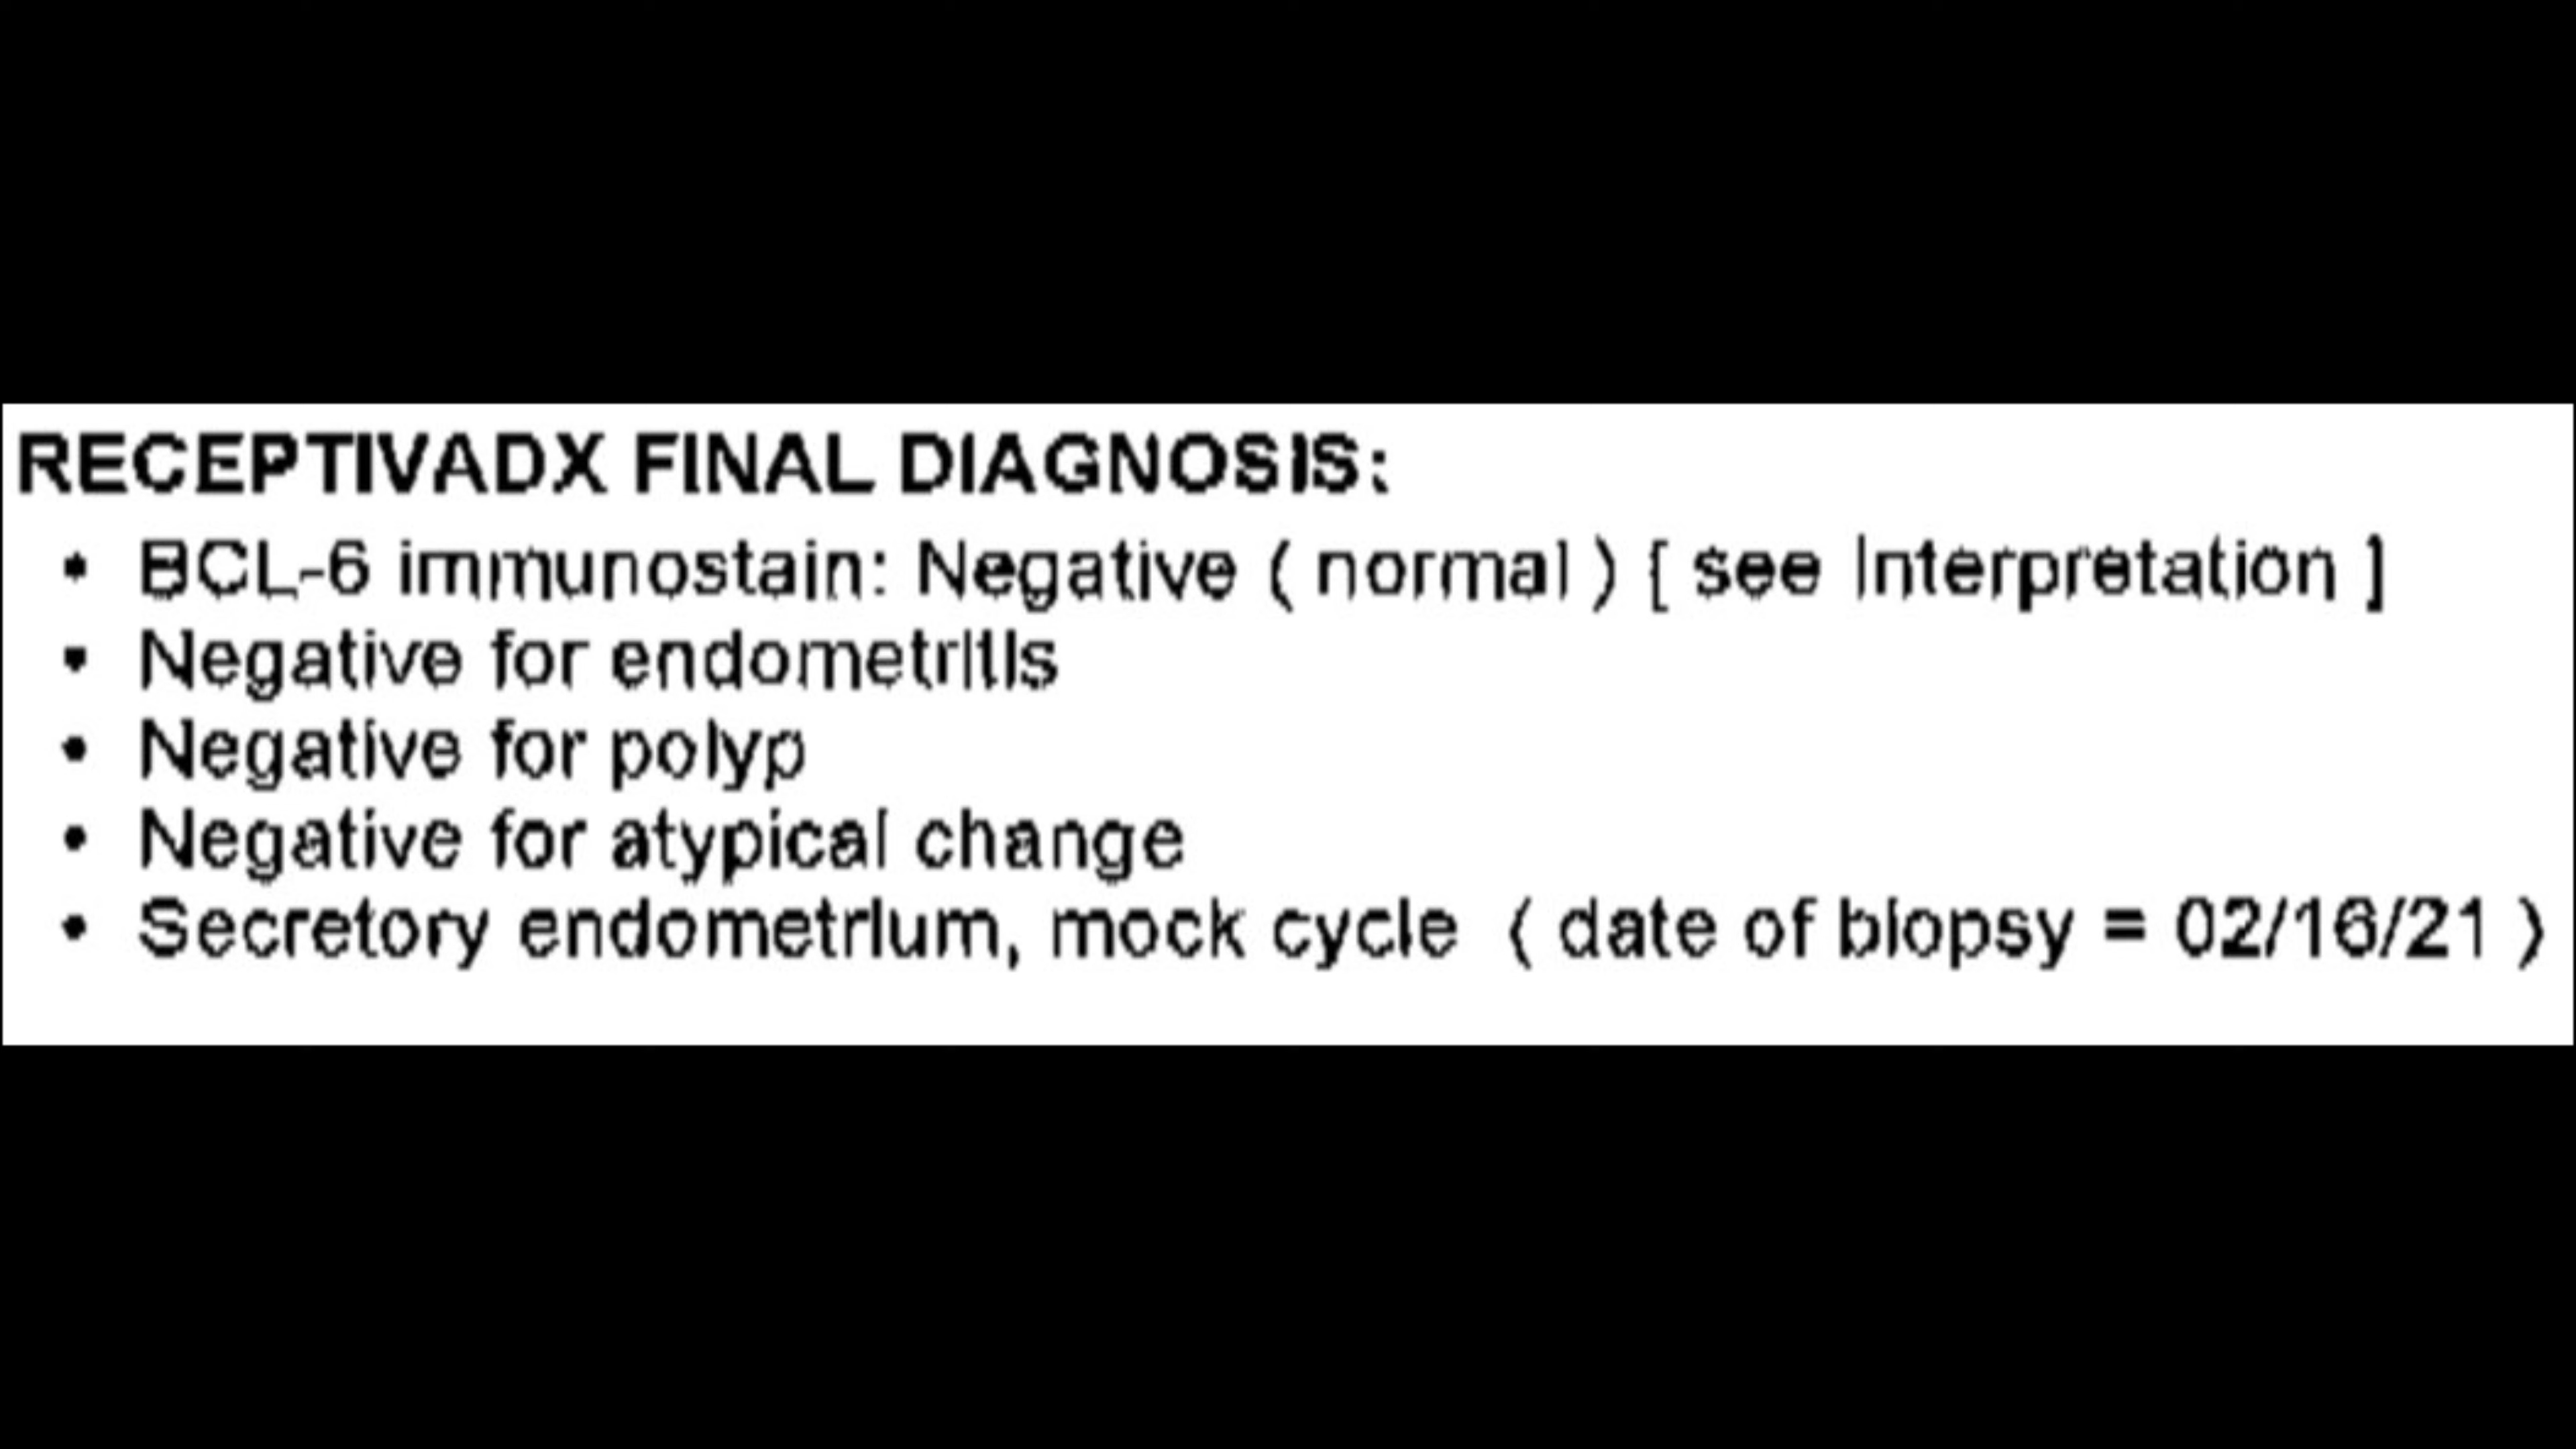 RECEPTIVADX FINAL DIAGNOSIS:
• BCL-6 immunostain: Negative ( normal ) [ see Interpretation ]
• Negative for endometritis
• Negative for polyp
• Negative for atypical change
• Secretory endometrium, mock cycle ( date of biopsy = 02/16/21 )